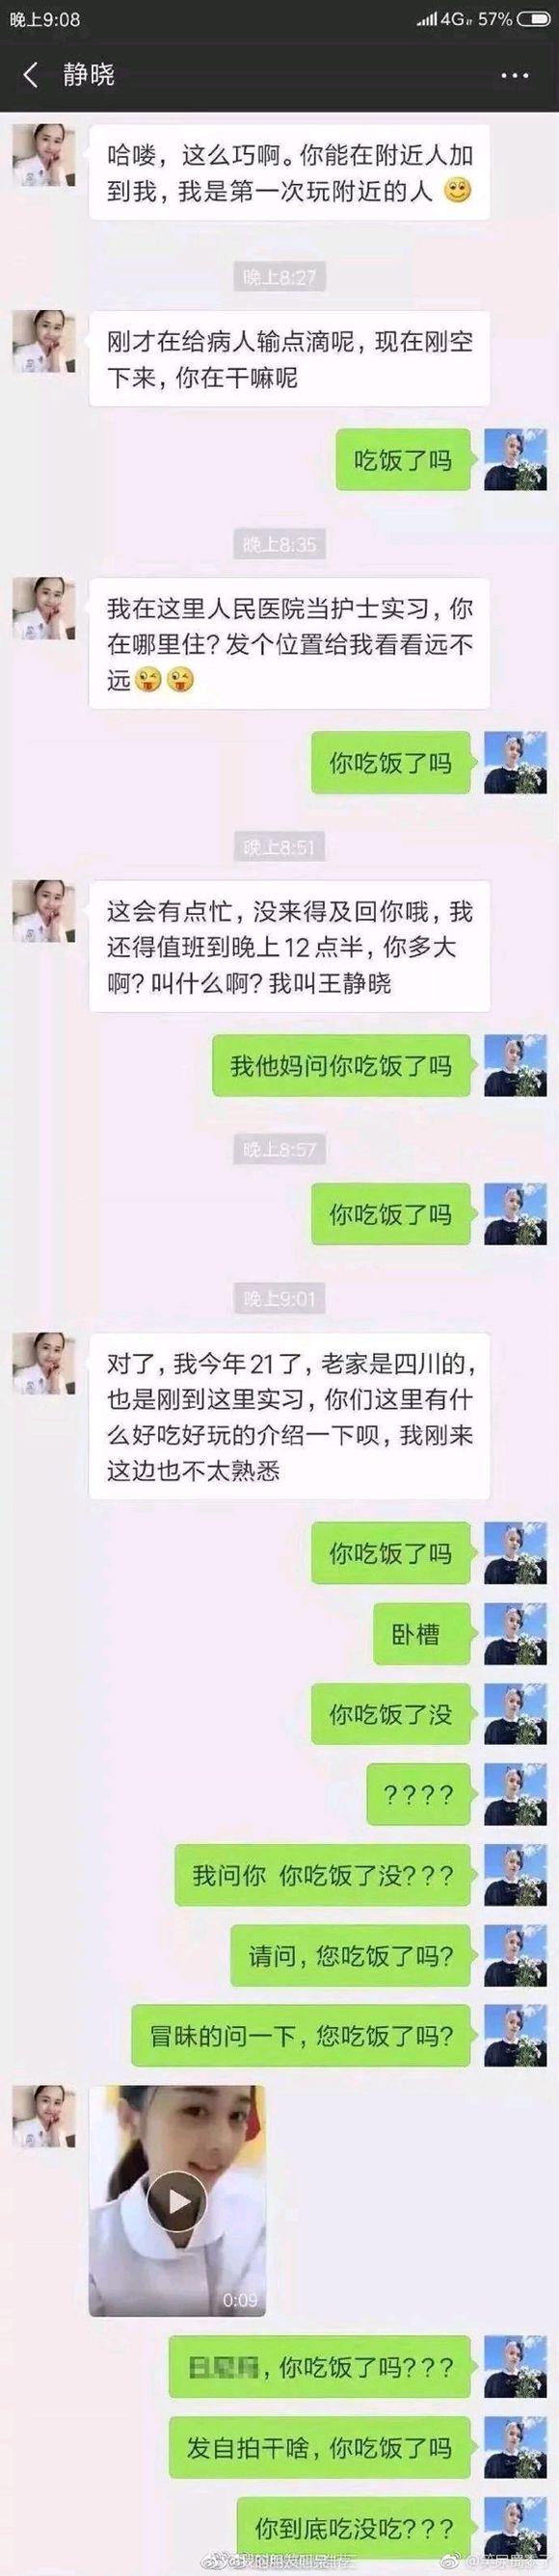 晚上9:08
4G 57%
静晓
哈喽，这么巧啊。你能在附近人加
到我，我是第一次玩附近的人
晚上8:27
刚才在给病人输点滴呢，现在刚空
下来，你在干嘛呢
吃饭了吗
晚上8:35
我在这里人民医院当护士实习，你
在哪里住？发个位置给我看看远不
远
你吃饭了吗
晚上8:51
这会有点忙，没来得及回你哦，我
还得值班到晚上12点半，你多大
啊？叫什么啊？我叫王静晓
我他妈问你吃饭了吗
晚上8:57
你吃饭了吗
晚上9:01
对了，我今年21了，老家是四川的，
也是刚到这里实习，你们这里有什
么好吃好玩的介绍一下呗，我刚来
这边也不太熟悉
你吃饭了吗
卧槽
你吃饭了没
????
我问你 你吃饭了没???
请问，您吃饭了吗?
冒昧的问一下，您吃饭了吗?
0:09
，你吃饭了吗???
发自拍干啥，你吃饭了吗
你到底吃没吃???